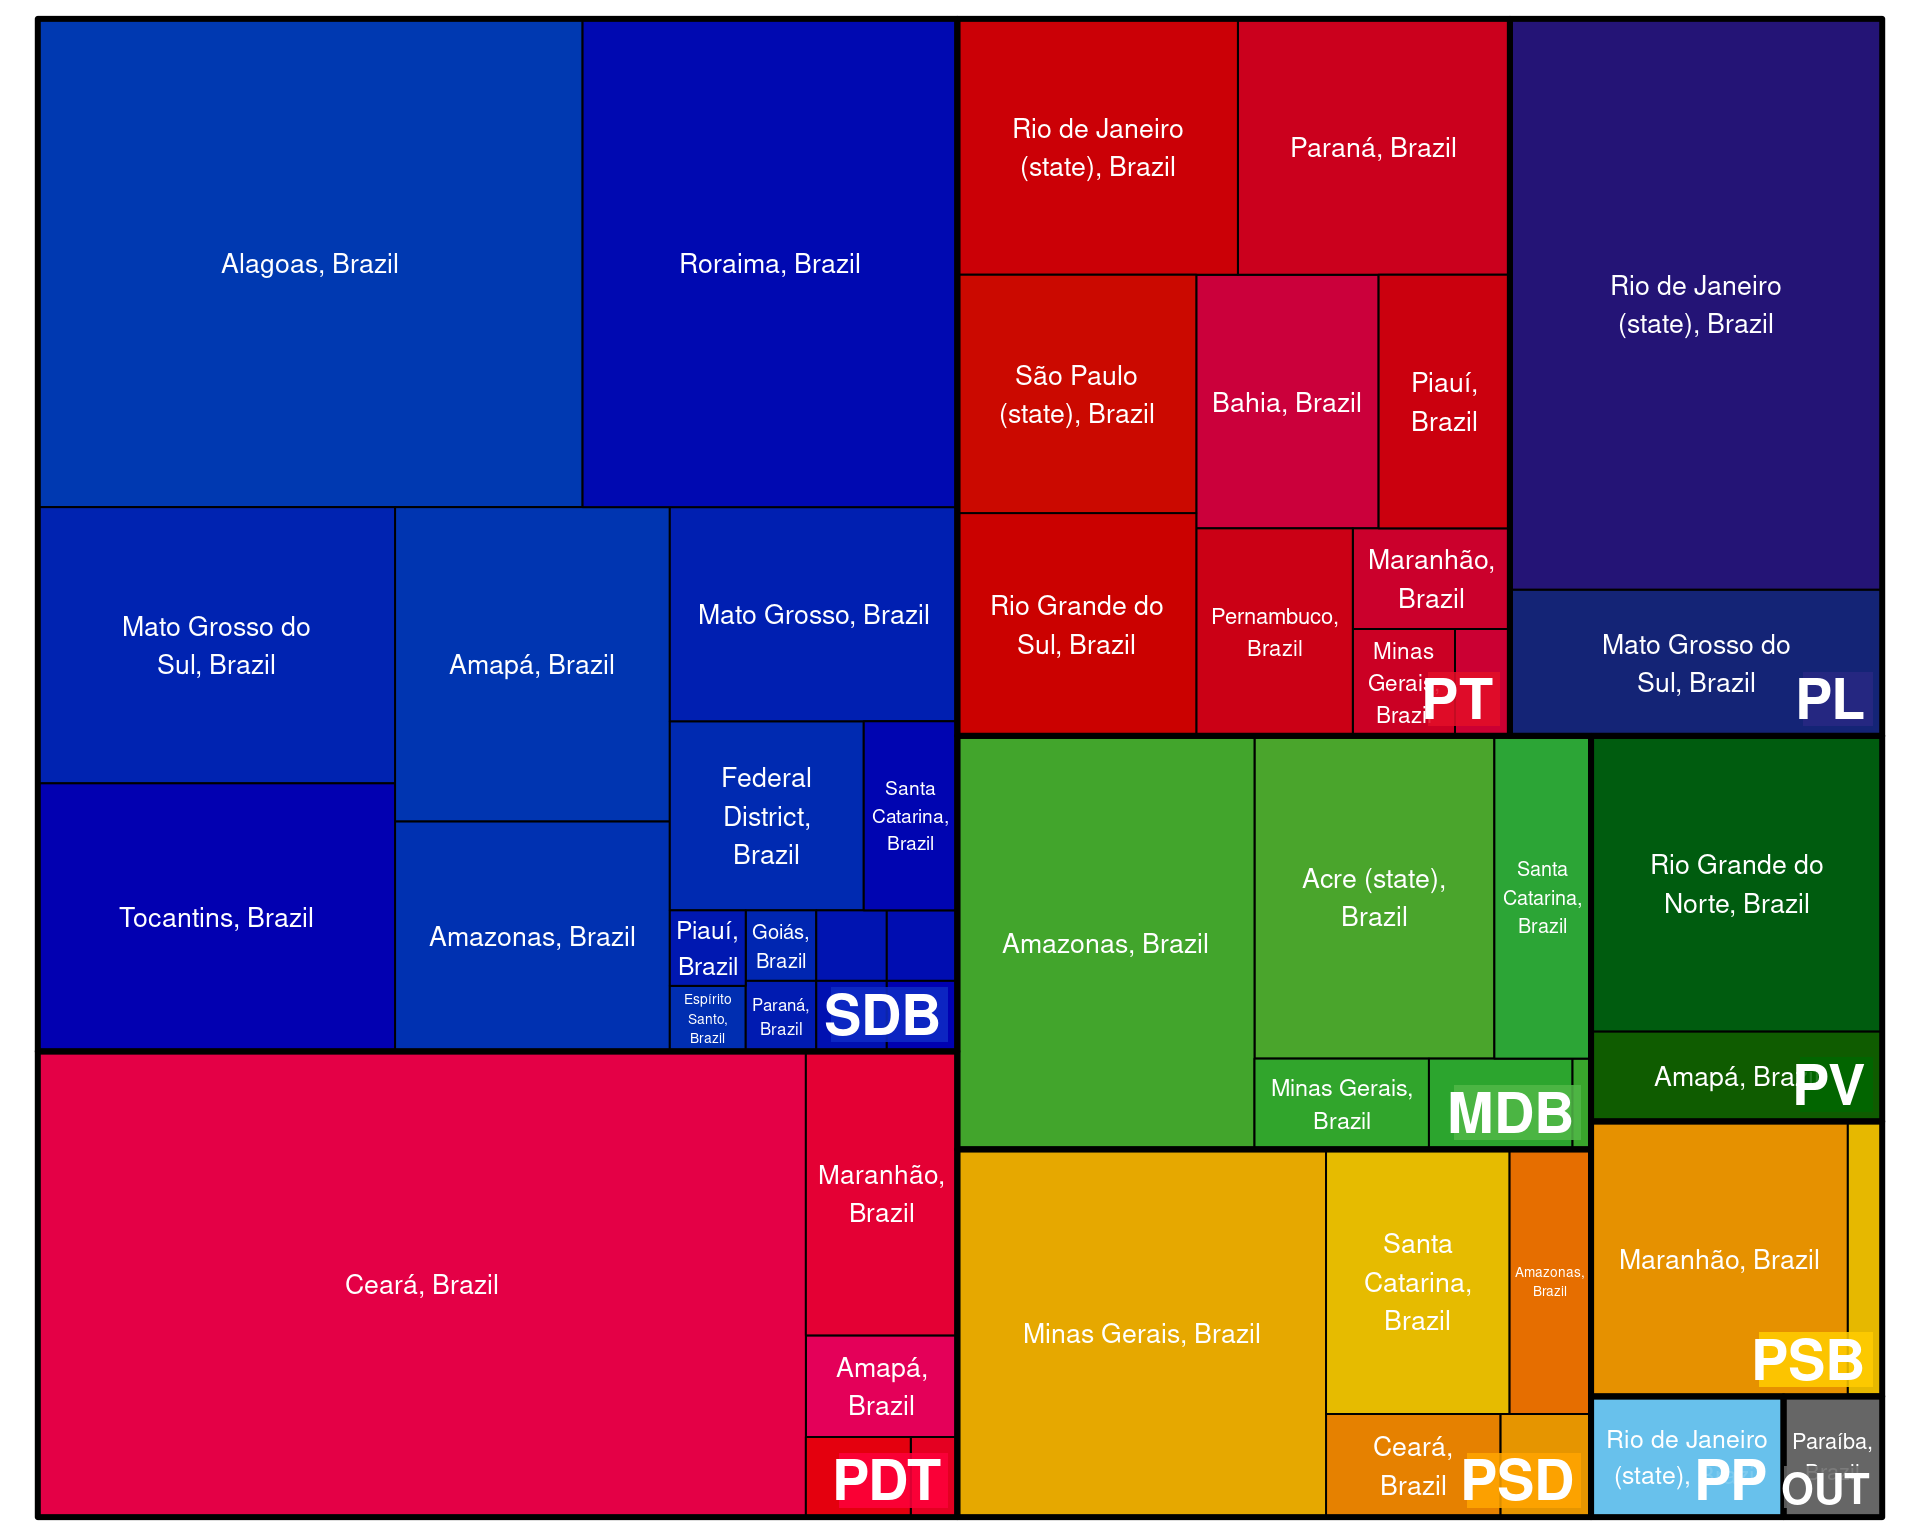 Alagoas, Brazil
Roraima, Brazil
Mato Grosso do
Sul, Brazil
Amapá, Brazil
Mato Grosso, Brazil
Federal
District,
Brazil
Santa
Catarina,
Brazil
Tocantins, Brazil
Amazonas, Brazil
Piauí,
Brazil
Goiás,
Brazil
Espírito
Santo,
Brazil
Paraná,
Brazil
SDB
Ceará, Brazil
Maranhão,
Brazil
Amapá,
Brazil
PDT
Rio de Janeiro
(state), Brazil
Paraná, Brazil
São Paulo
(state), Brazil
Bahia, Brazil
Piauí,
Brazil
Rio Grande do
Sul, Brazil
Pernambuco,
Brazil
Maranhão,
Brazil
Minas
Gerais,
Brazil
PT
Rio de Janeiro
(state), Brazil
Mato Grosso do
Sul, Brazil
PL
Amazonas, Brazil
Acre (state),
Brazil
Santa
Catarina,
Brazil
Minas Gerais,
Brazil
MDB
Rio Grande do
Norte, Brazil
Amapá, Brazil
PV
Minas Gerais, Brazil
Santa
Catarina,
Brazil
Amazonas,
Brazil
Ceará,
Brazil
PSD
Maranhão, Brazil
PSB
Rio de Janeiro
(state),
PP
Paraíba,
Brazil
OUT